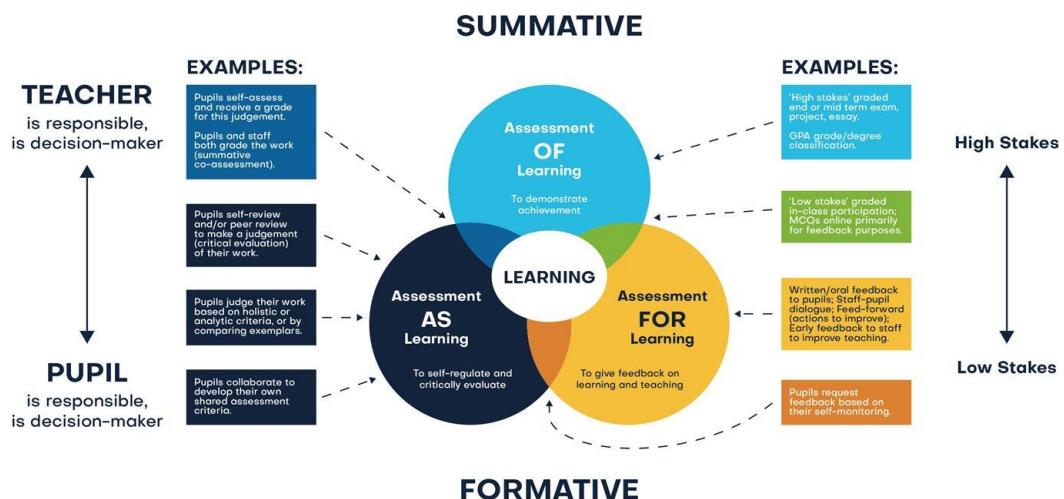 SUMMATIVE
TEACHER
is responsible,
is decision-maker
PUPIL
is responsible,
is decision-maker
EXAMPLES:
Pupils self-assess
and receive a grade
for this judgement.
Pupils and staff
both grade the work
(summative
co-assessment).
Pupils self-review
and/or peer review
to make a judgement
(critical evaluation)
of their work.
Pupils judge their work
based on holistic or
analytic criteria, or by
comparing exemplars.
Pupils collaborate to
develop their own
shared assessment
criteria.
Assessment
OF
Learning
To demonstrate
achievement
LEARNING
Assessment
AS
Learning
To self-regulate and
critically evaluate
Assessment
FOR
Learning
To give feedback on
learning and teaching
EXAMPLES:
'High stakes' graded
end or mid term exam,
project, essay.
GPA grade/degree
classification.
'Low stakes' graded
in-class participation;
MCQs online primarily
for feedback purposes.
Written/oral feedback
to pupils; Staff-pupil
dialogue; Feed-forward
(actions to improve);
Early feedback to staff
to improve teaching.
Pupils request
feedback based on
their self-monitoring.
High Stakes
Low Stakes
FORMATIVE